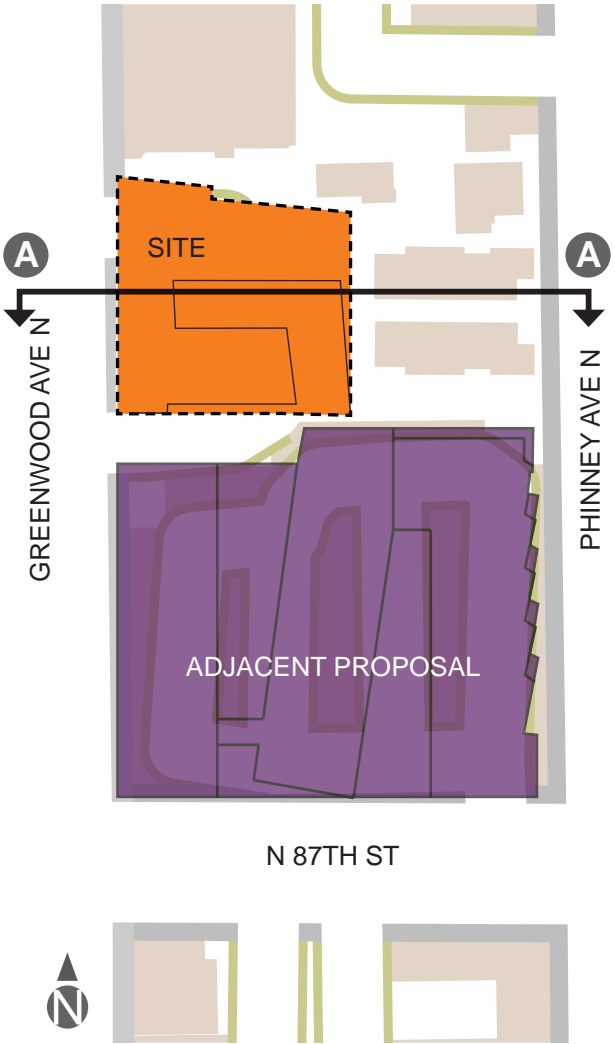 SITE
A
A
GREENWOOD AVE N
PHINNEY AVE N
ADJACENT PROPOSAL
N 87TH ST
N